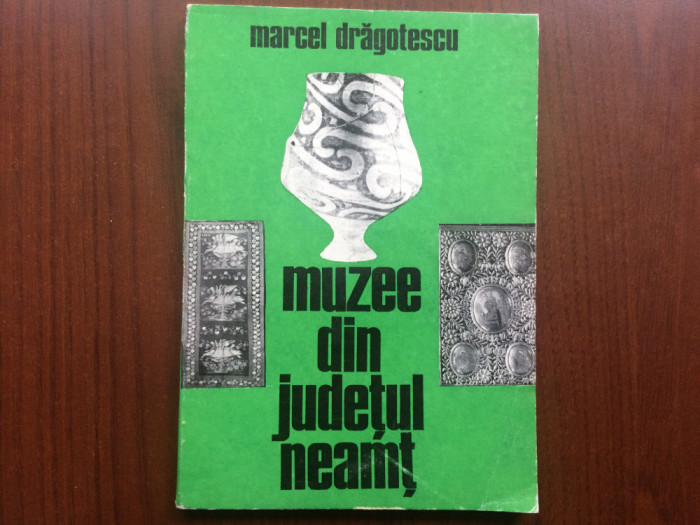 marcel drăgotescu
muzee
din
județul
neamț